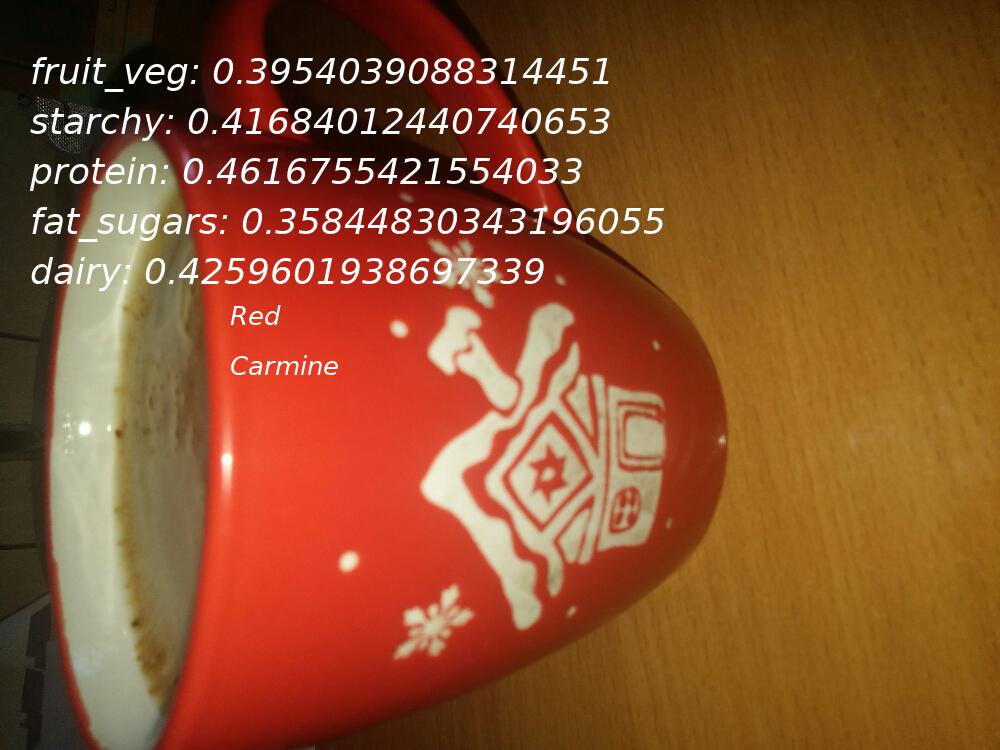 fruit_veg: 0.3954039088314451
starchy: 0.41684012440740653
protein: 0.4616755421554033
fat_sugars: 0.35844830343196055
dairy: 0.4259601938697339
Red
Carmine